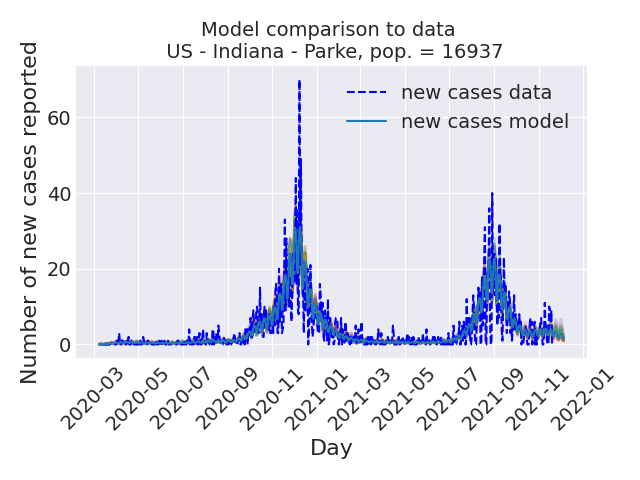 Model comparison to data
US - Indiana - Parke, pop. = 16937
Number of new cases reported
new cases data
new cases model
60
40
20
0
2020-03
2020-05
2020-07
2020-09
2020-11
2021-01
2021-03
2021-05
2021-07
2021-09
2021-11
2022-01
Day